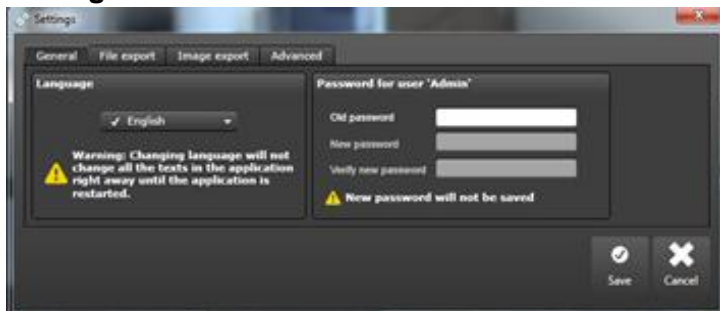 Settings
General File export Image export Advanced
Language
English
Warning: Changing language will not
change all the texts in the application
right away until the application is
restarted.
Password for user 'Admin'
Old password
New password
Verify new password
New password will not be saved
Save Cancel